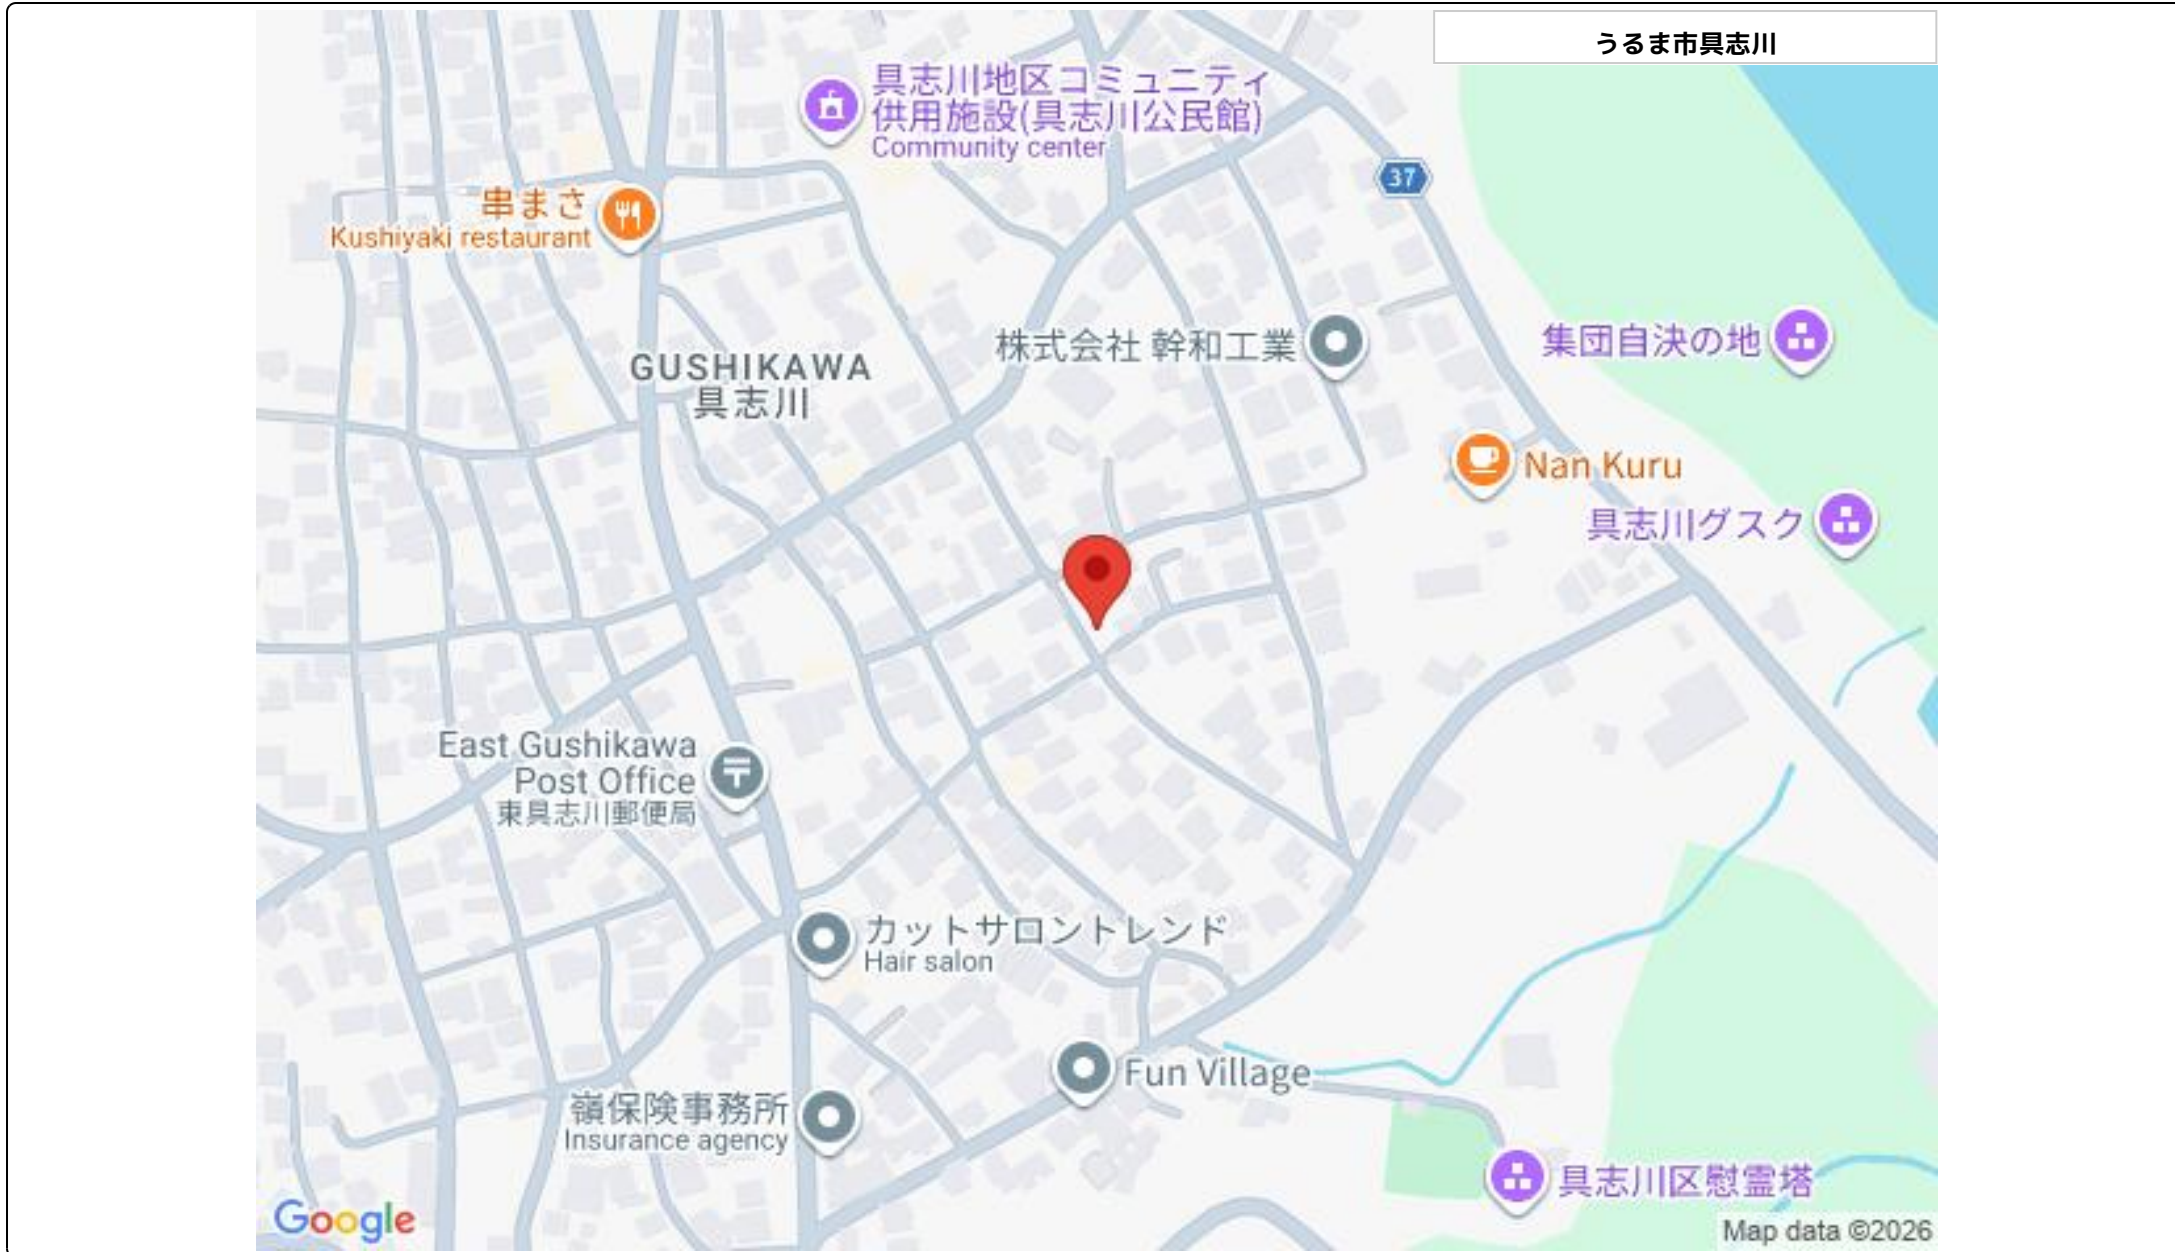 うるま市具志川
具志川地区コミュニティ
供用施設(具志川公民館)
Community center
37
串まさ
Kushiyaki restaurant
株式会社 幹和工業
集団自決の地
GUSHIKAWA
具志川
Nan Kuru
具志川グスク
East Gushikawa
Post Office
東具志川郵便局
カットサロントレンド
Hair salon
Fun Village
嶺保険事務所
Insurance agency
具志川区慰霊塔
Google
Map data ©2026